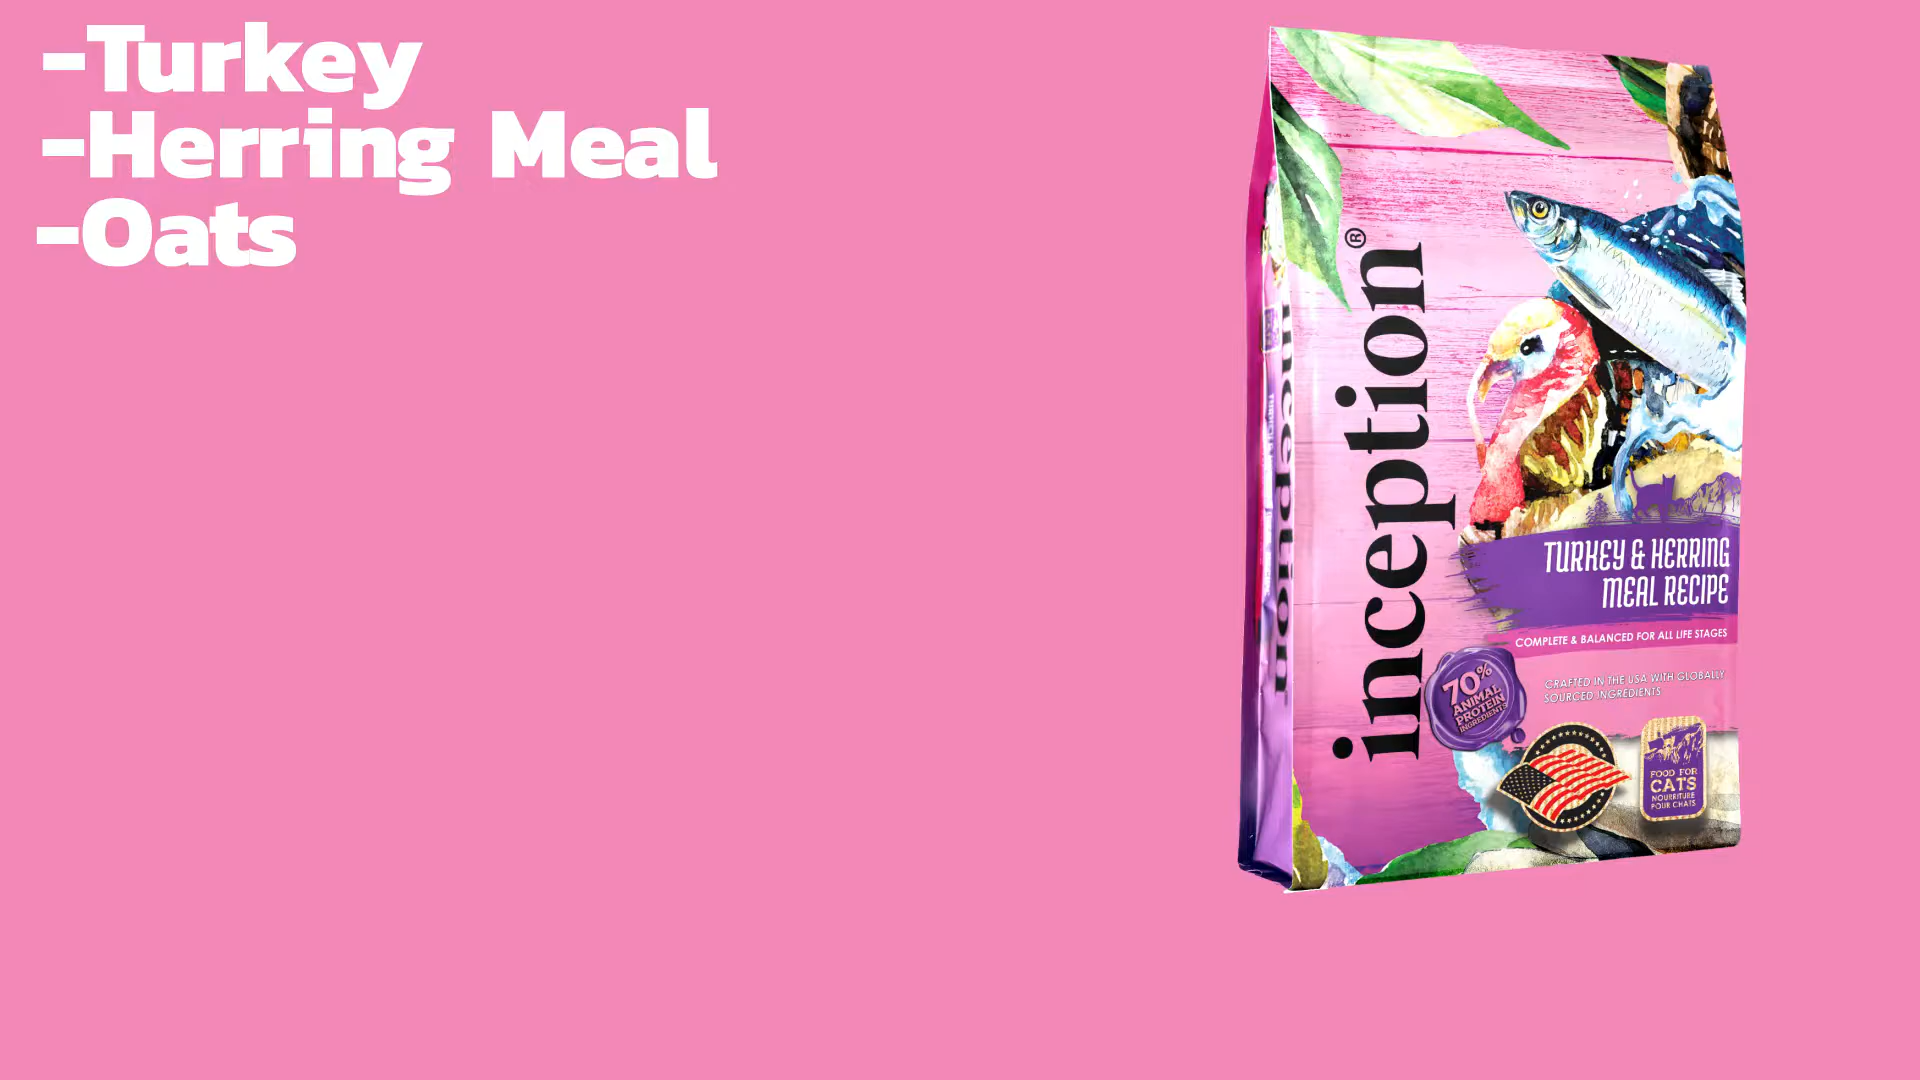 -Turkey
-Herring Meal
-Oats
inception®
inception
TURKEY & HERRING
MEAL RECIPE
COMPLETE & BALANCED FOR ALL LIFE STAGES
CRAFTED IN THE USA WITH GLOBALLY
SOURCED INGREDIENTS
70%
ANIMAL
PROTEIN
INGREDIENTS
FOOD FOR
CATS
NOURRITURE
POUR CHATS